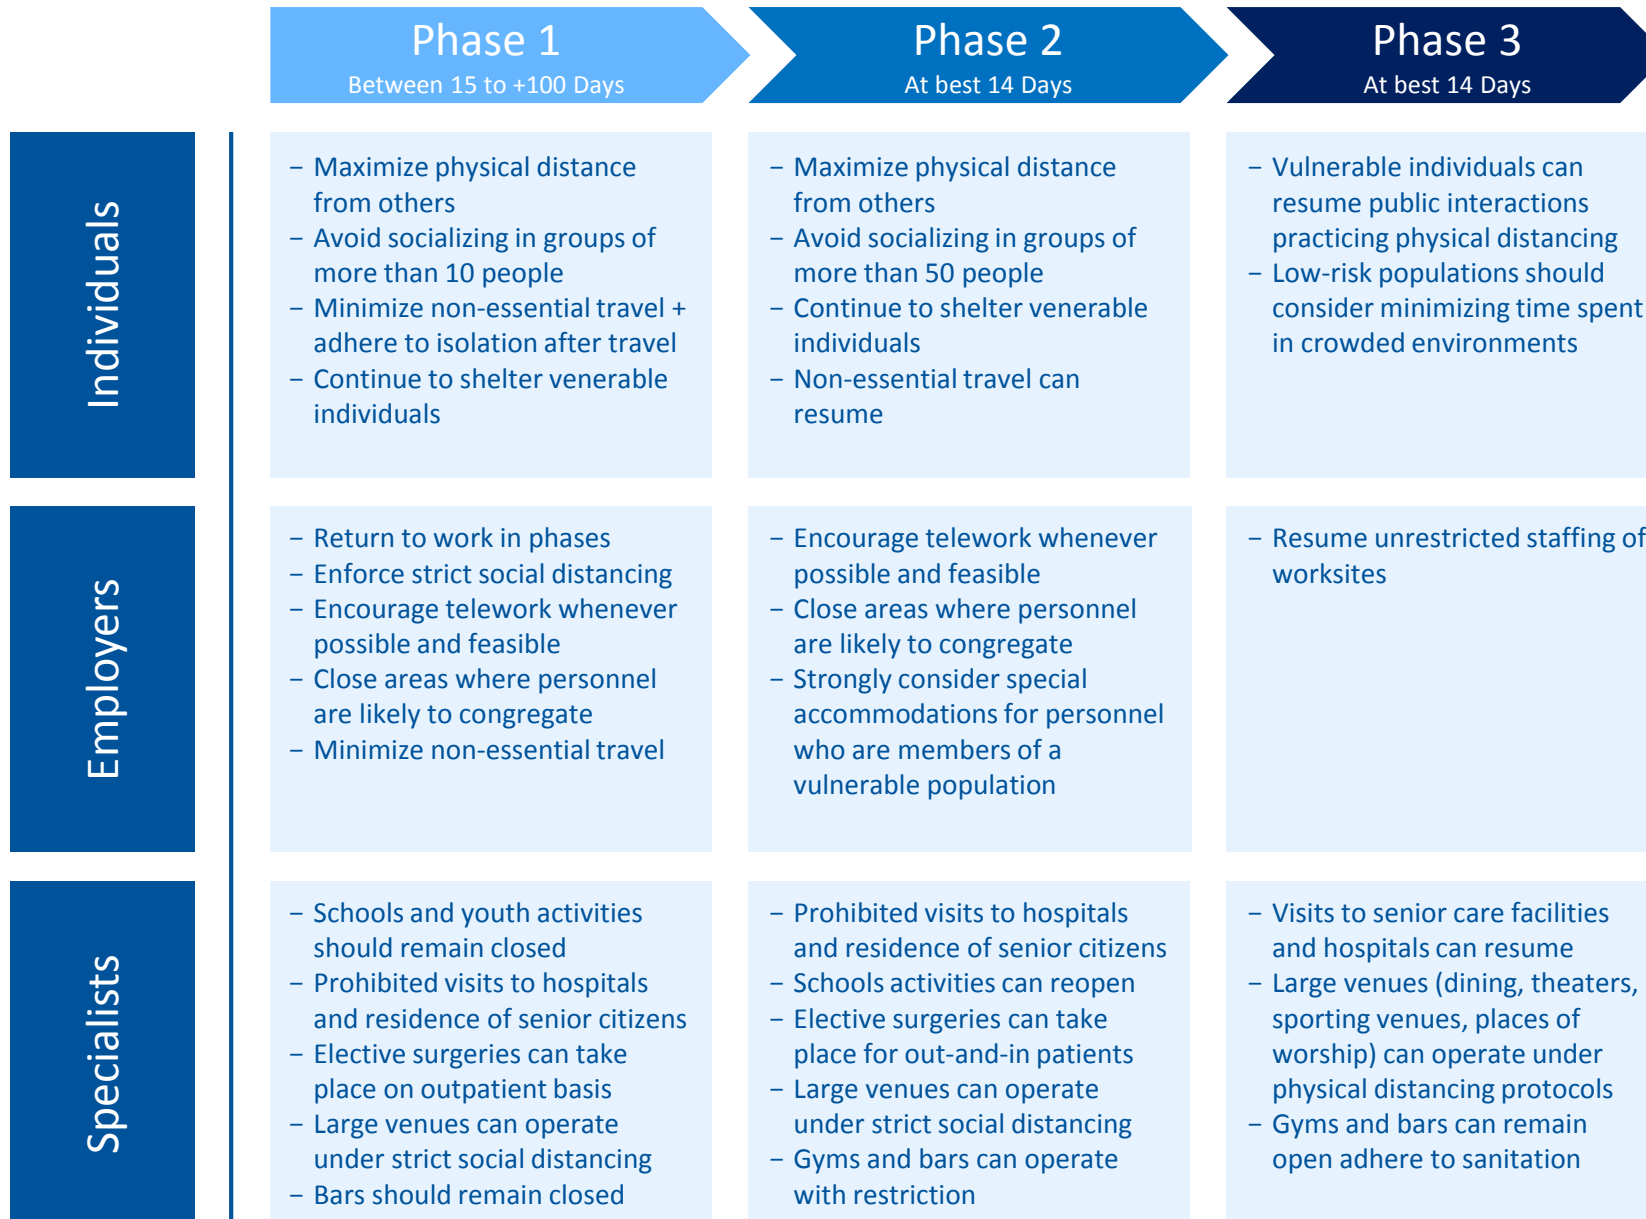 Phase 1
Between 15 to +100 Days
Phase 2
At best 14 Days
Phase 3
At best 14 Days
Individuals
– Maximize physical distance
from others
– Avoid socializing in groups of
more than 10 people
– Minimize non-essential travel +
adhere to isolation after travel
– Continue to shelter venerable
individuals
– Maximize physical distance
from others
– Avoid socializing in groups of
more than 50 people
– Continue to shelter venerable
individuals
– Non-essential travel can
resume
– Vulnerable individuals can
resume public interactions
practicing physical distancing
– Low-risk populations should
consider minimizing time spent
in crowded environments
Employers
– Return to work in phases
– Enforce strict social distancing
– Encourage telework whenever
possible and feasible
– Close areas where personnel
are likely to congregate
– Minimize non-essential travel
– Encourage telework whenever
possible and feasible
– Close areas where personnel
are likely to congregate
– Strongly consider special
accommodations for personnel
who are members of a
vulnerable population
– Resume unrestricted staffing of
worksites
Specialists
– Schools and youth activities
should remain closed
– Prohibited visits to hospitals
and residence of senior citizens
– Elective surgeries can take
place on outpatient basis
– Large venues can operate
under strict social distancing
– Bars should remain closed
– Prohibited visits to hospitals
and residence of senior citizens
– Schools activities can reopen
– Elective surgeries can take
place for out-and-in patients
– Large venues can operate
under strict social distancing
– Gyms and bars can operate
with restriction
– Visits to senior care facilities
and hospitals can resume
– Large venues (dining, theaters,
sporting venues, places of
worship) can operate under
physical distancing protocols
– Gyms and bars can remain
open adhere to sanitation